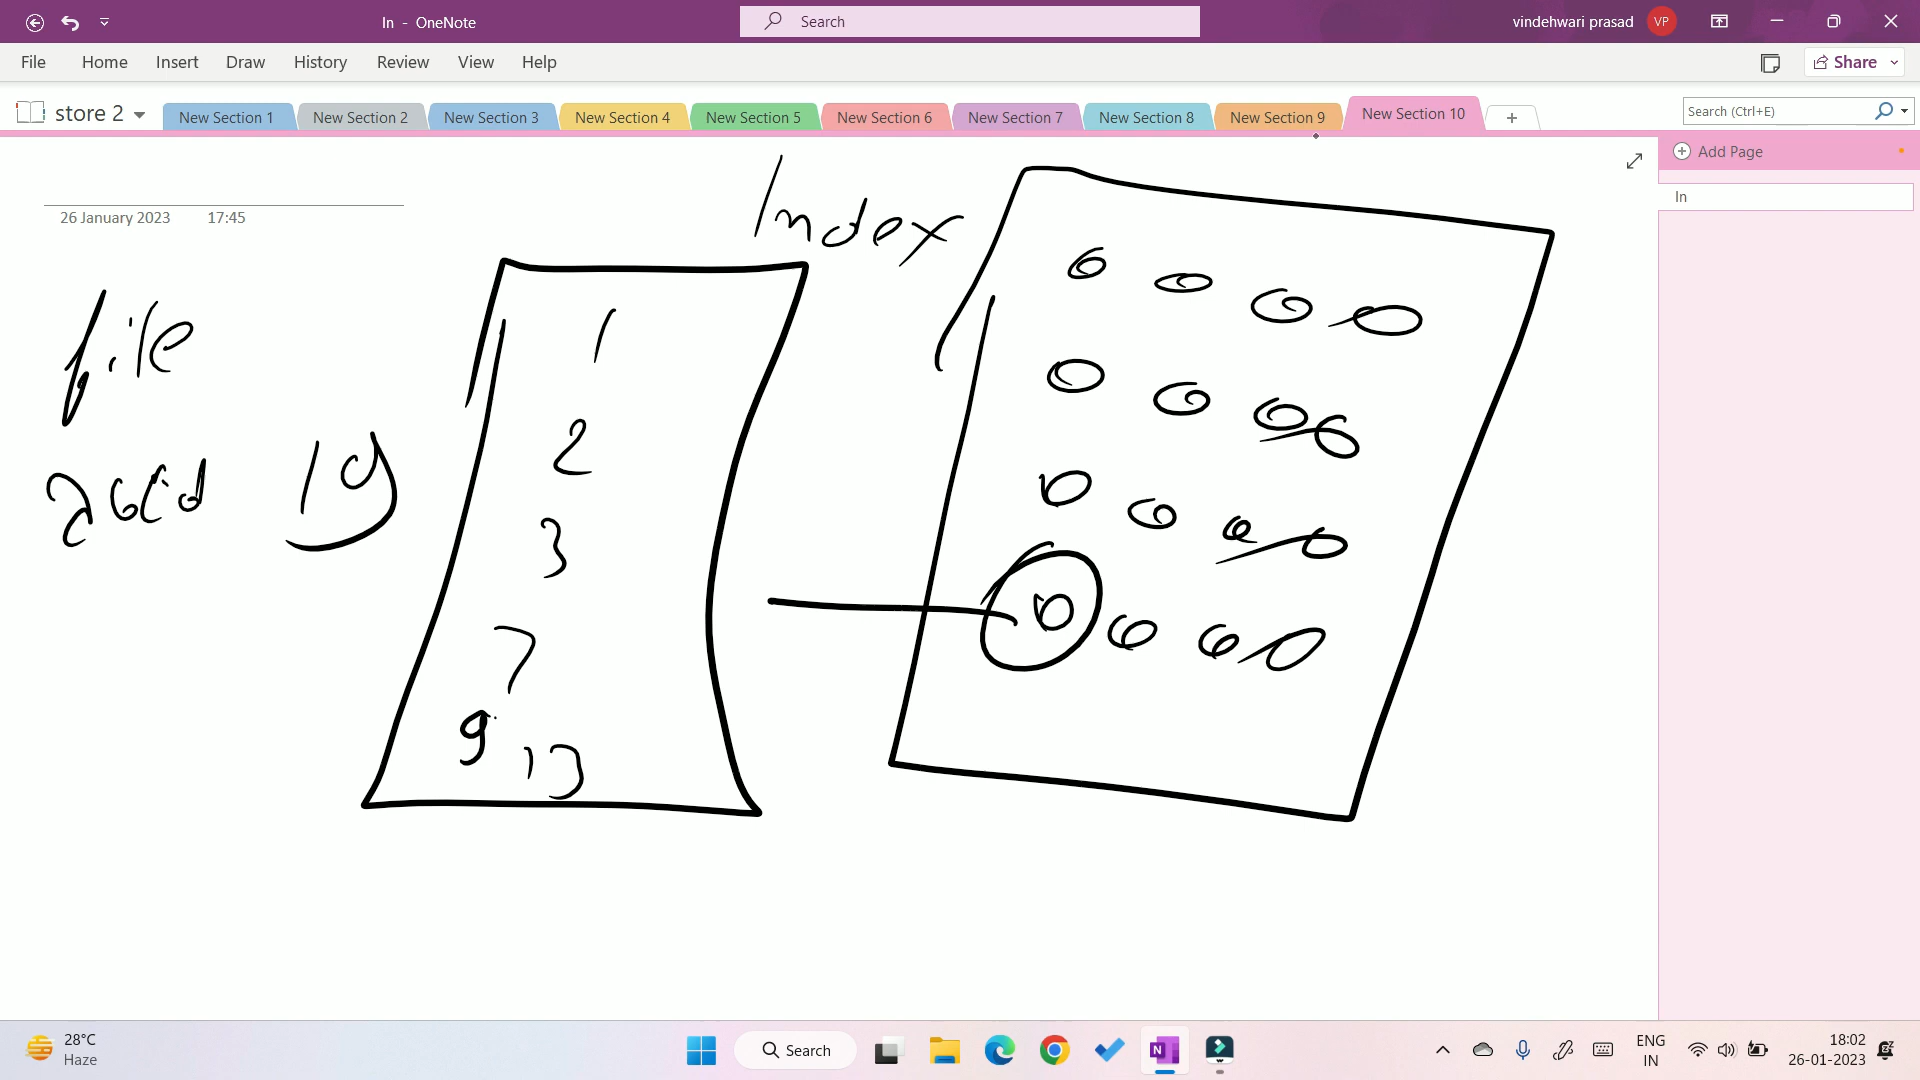 In - OneNote
Search
vindehwari prasad
VP
File Home Insert Draw History Review View Help
Share
store 2
New Section 1 New Section 2 New Section 3 New Section 4 New Section 5 New Section 6 New Section 7 New Section 8 New Section 9 New Section 10
Search (Ctrl+E)
Add Page
In
26 January 2023 17:45
Index
file
19
1
2
3
7
9
13
28°C
Haze
Search
ENG
IN
18:02
26-01-2023